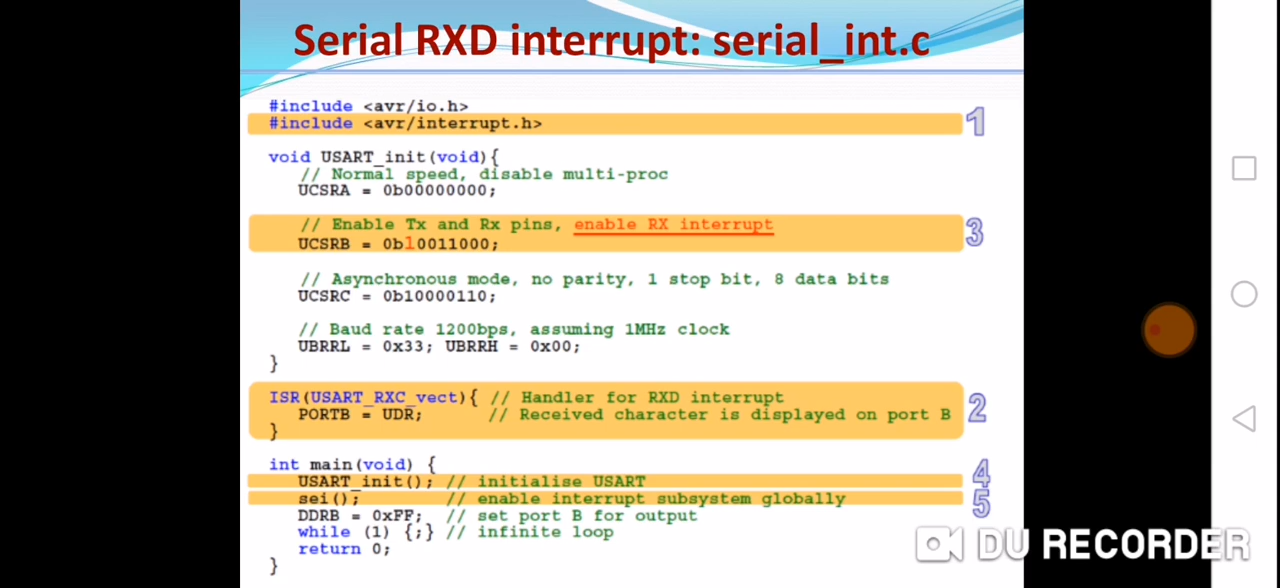 Serial RXD interrupt: serial_int.c
#include <avr/io.h>
#include <avr/interrupt.h>
1
void USART_init(void){
// Normal speed, disable multi-proc
UCSRA = 0b00000000;
// Enable Tx and Rx pins, enable RX interrupt
UCSRB = 0b10011000;
3
// Asynchronous mode, no parity, 1 stop bit, 8 data bits
UCSRC = 0b10000110;
// Baud rate 1200bps, assuming 1MHz clock
UBRRL = 0x33; UBRRH = 0x00;
}
ISR(USART_RXC_vect){ // Handler for RXD interrupt
PORTB = UDR; // Received character is displayed on port B
}
2
int main(void) {
USART_init(); // initialise USART
4
sei(); // enable interrupt subsystem globally
5
DDRB = 0xFF; // set port B for output
while (1) {;} // infinite loop
return 0;
}
DU RECORDER